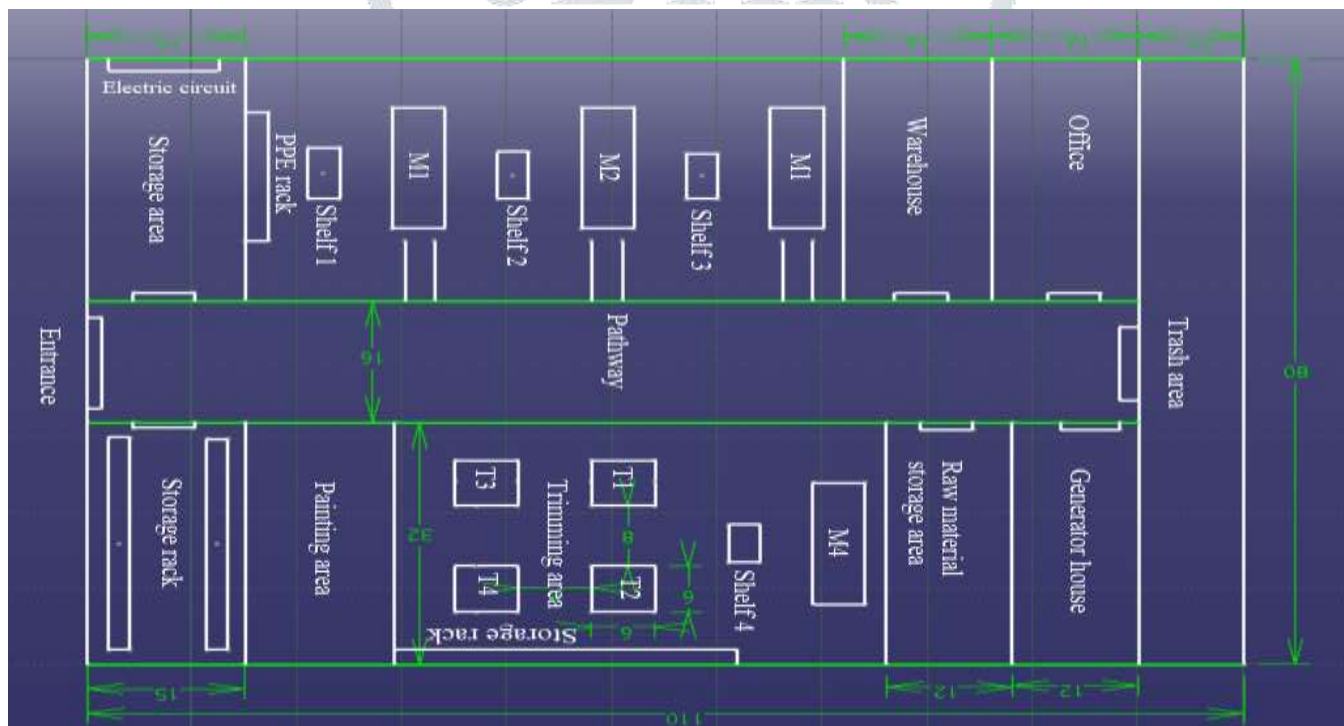 Electric circuit
Storage area
PPE rack
Shelf 1
M1
Shelf 2
M2
Shelf 3
M1
Warehouse
Office
Entrance
16
Pathway
Trash area
80
Storage rack
Painting area
32
T3
T4
Trimming area
T1
8
T2
6
6
Storage rack
Shelf 4
M4
Raw material
storage area
Generator house
15
12
12
110